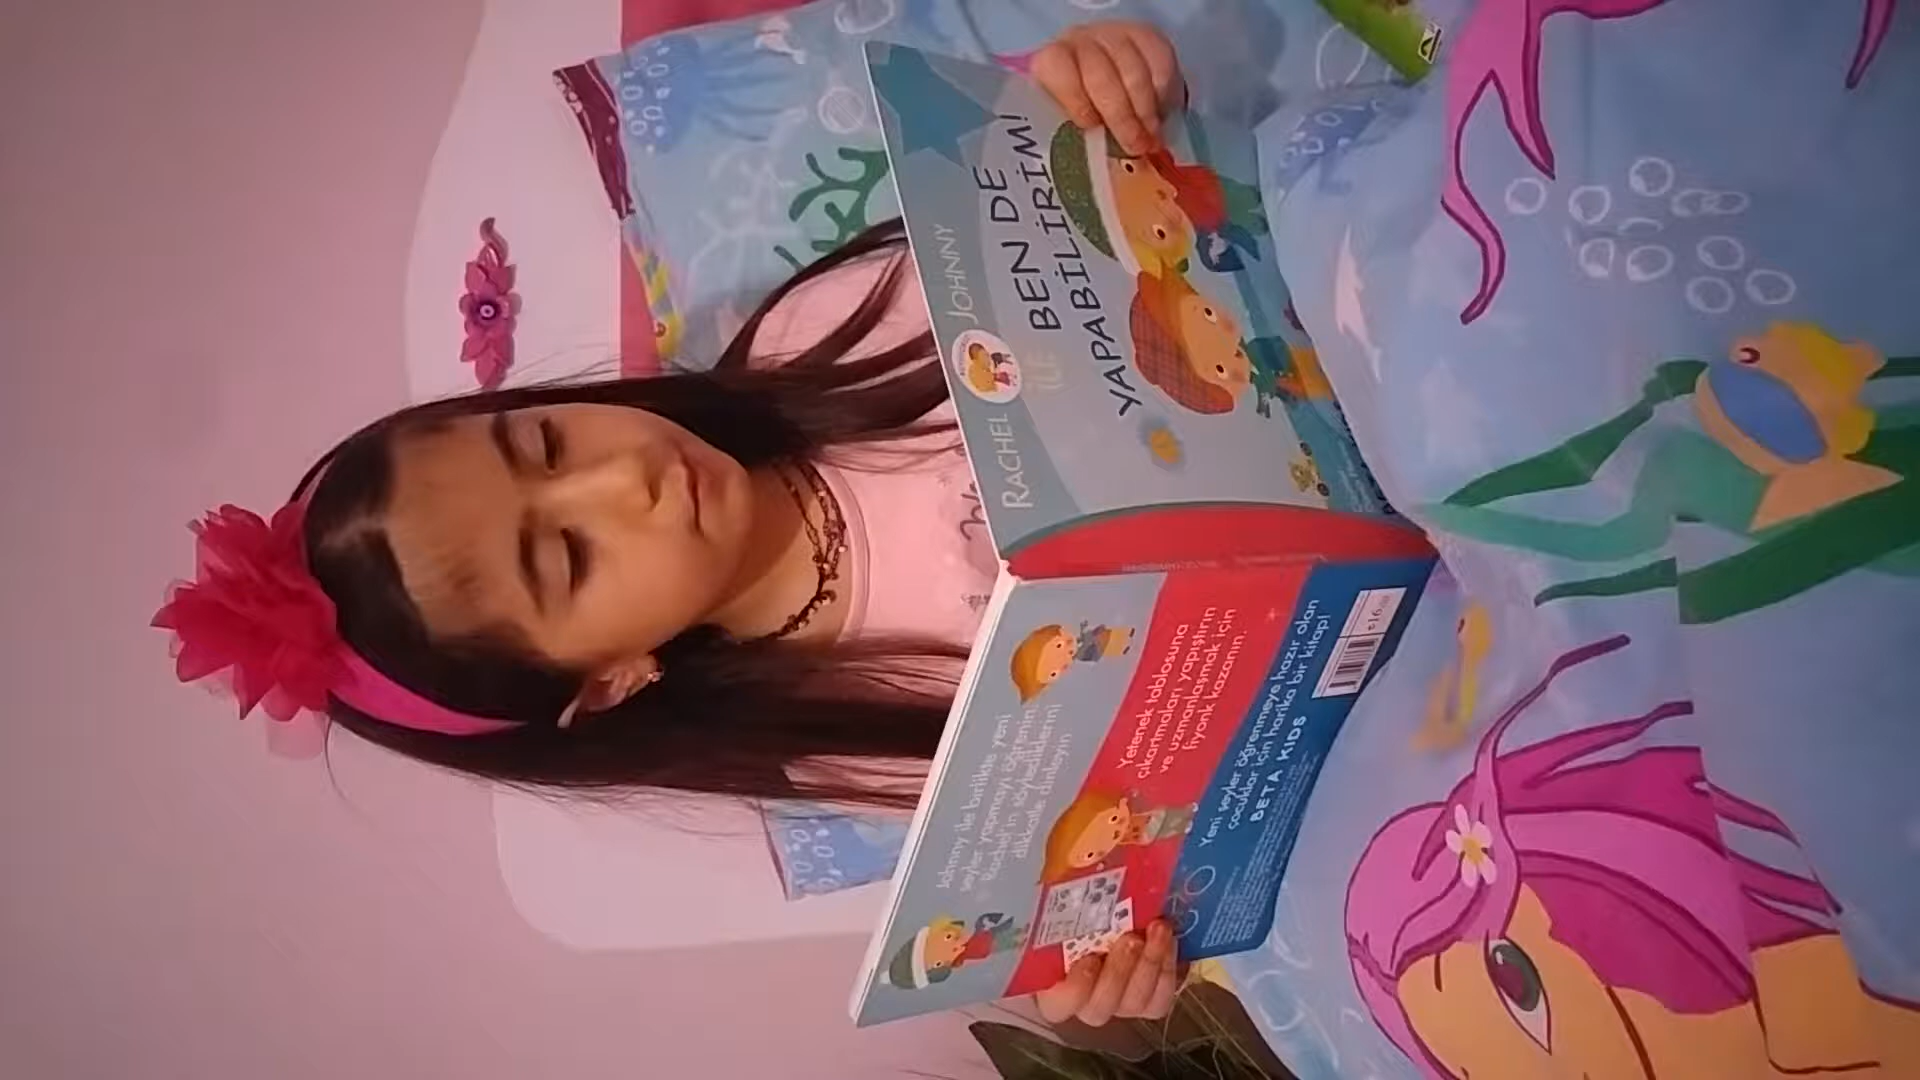 RACHEL
İLE
JOHNNY
BEN DE
YAPABİLİRİM!
Johnny ile birlikte yeni
şeyler yapmayı öğrenin,
Rachel'in söylediklerini
dikkatle dinleyin
Yetenek tablosuna
çıkartmaları yapıştırın
ve uzmanlaşmak için
fiyonk kazanın.
Yeni şeyler öğrenmeye hazır olan
çocuklar için harika bir kitap!
BETA KIDS